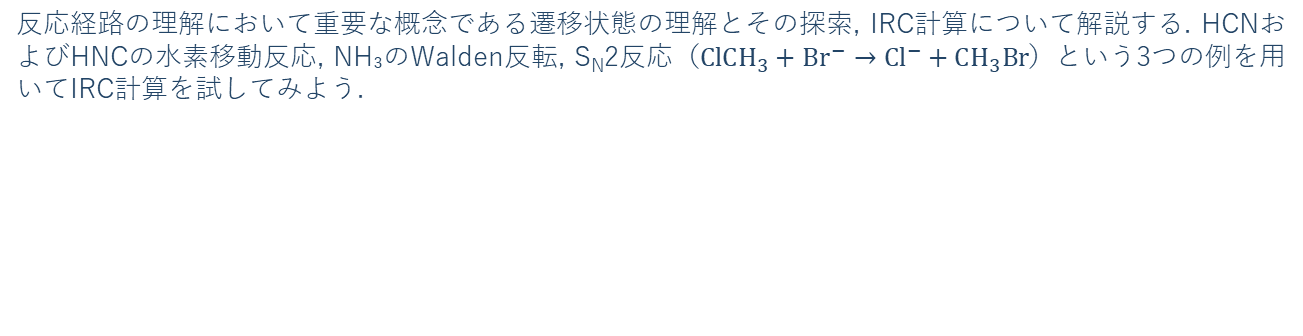 反応経路の理解において重要な概念である遷移状態の理解とその探索, IRC計算について解説する. HCNお
よびHNCの水素移動反応, NH₃のWalden反転, S_N2反応（ClCH₃ + Br⁻ → Cl⁻ + CH₃Br）という3つの例を用
いてIRC計算を試してみよう.